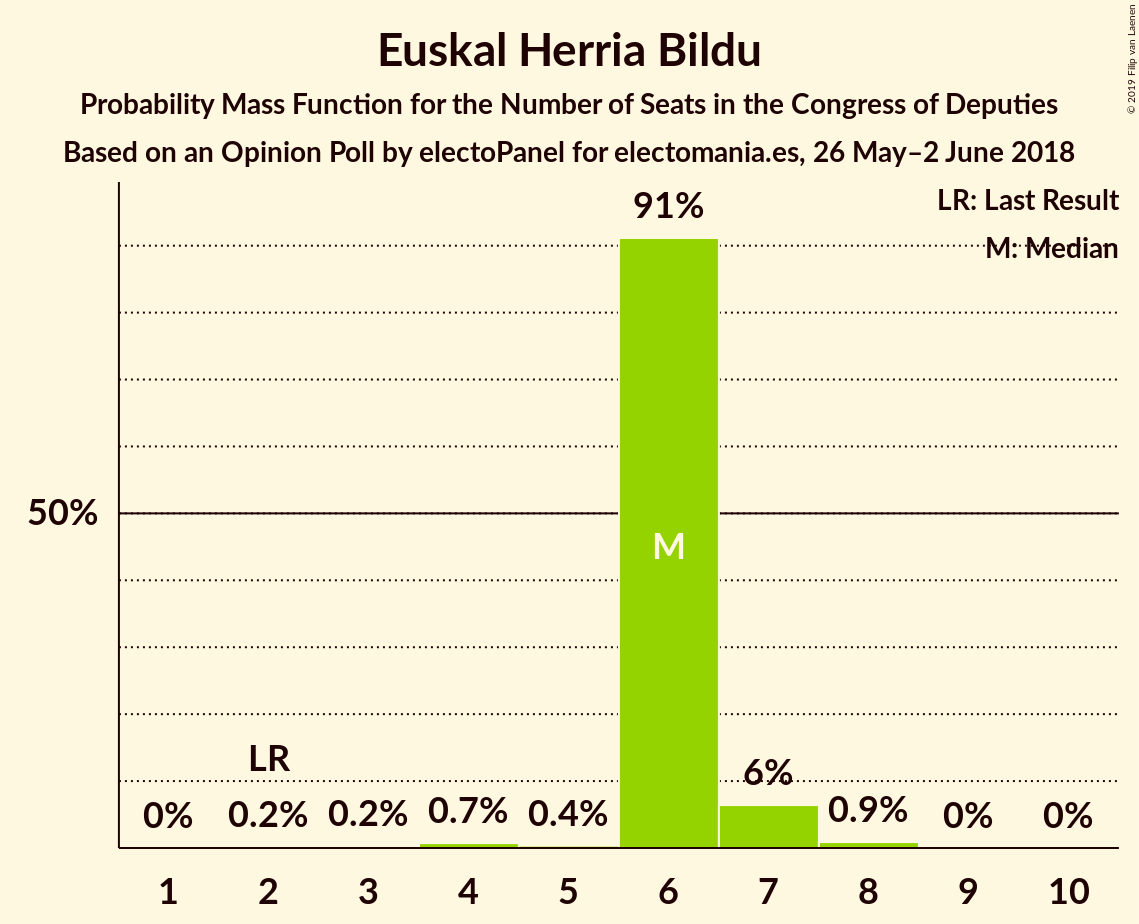 Euskal Herria Bildu
Probability Mass Function for the Number of Seats in the Congress of Deputies
Based on an Opinion Poll by electoPanel for electomania.es, 26 May–2 June 2018
© 2019 Filip van Laenen
LR: Last Result
M: Median
91%
50%
M
LR
6%
0%
0.2%
0.2%
0.7%
0.4%
0.9%
0%
0%
1 2 3 4 5 6 7 8 9 10